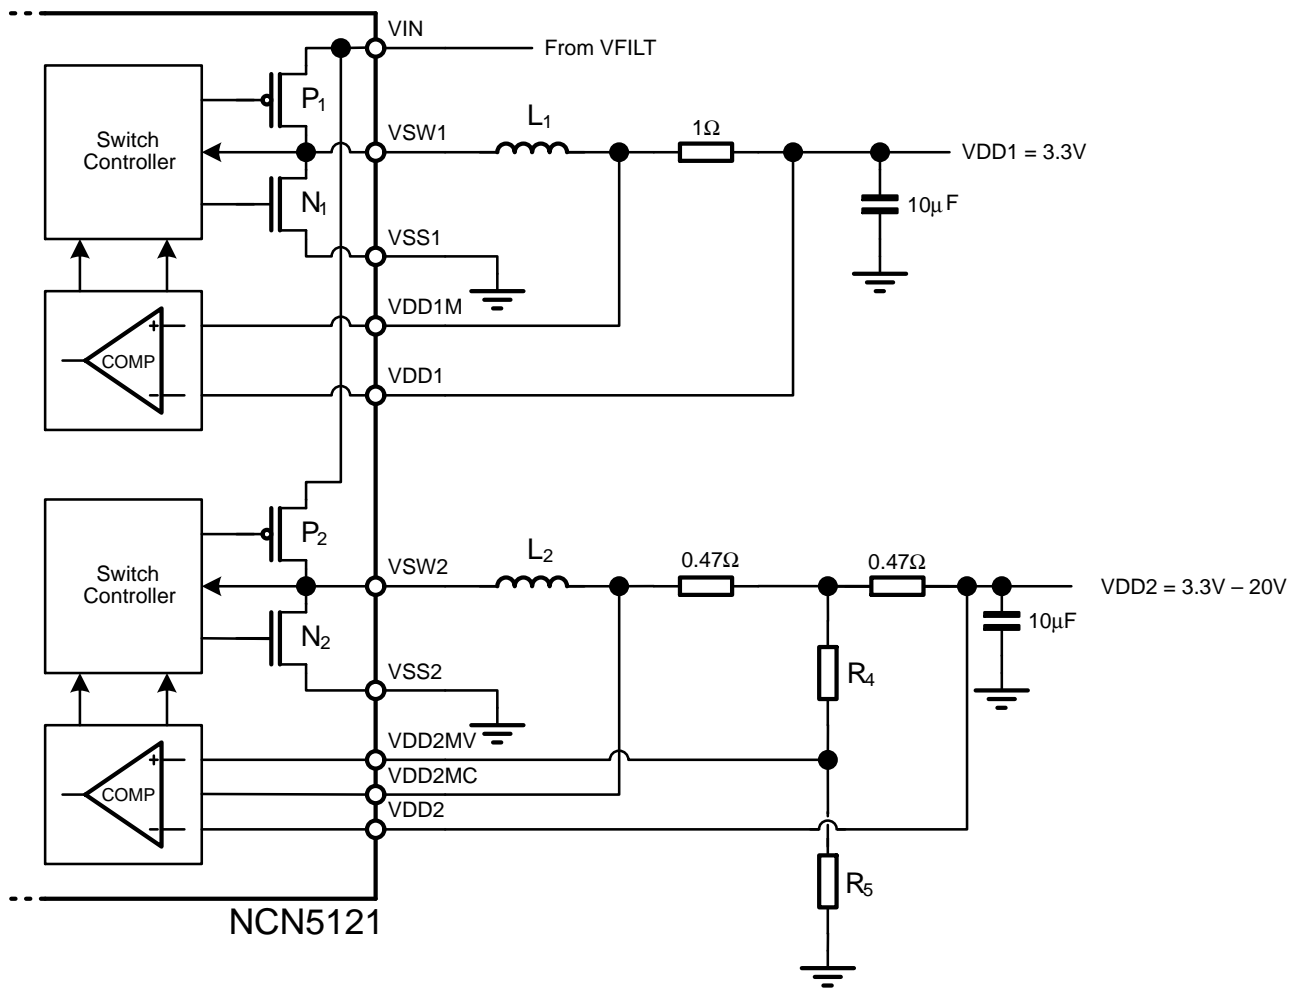 VIN
From VFILT
P1
Switch
Controller
VSW1
L1
1Ω
VDD1 = 3.3V
N1
10μF
VSS1
VDD1M
+
COMP
−
VDD1
P2
Switch
Controller
VSW2
L2
0.47Ω
0.47Ω
VDD2 = 3.3V – 20V
N2
10μF
VSS2
R4
VDD2MV
+
VDD2MC
COMP
VDD2
−
R5
NCN5121